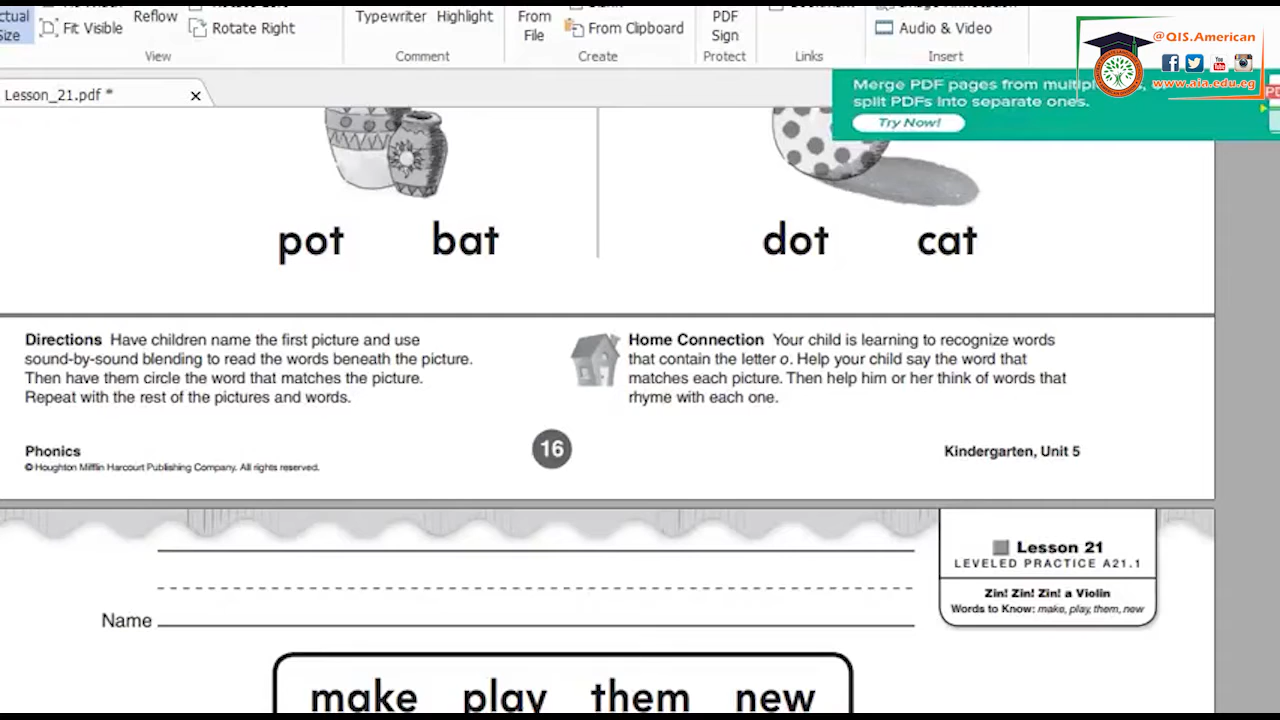 Actual
Size
Fit Visible
Reflow
Rotate Right
View
Typewriter
Highlight
Comment
From
File
From Clipboard
Create
PDF
Sign
Protect
Links
Audio & Video
Insert
@QIS.American
www.aia.edu.eg
Lesson_21.pdf *
Merge PDF pages from
split PDFs into separate ones.
Try Now!
pot bat
dot cat
Directions Have children name the first picture and use
sound-by-sound blending to read the words beneath the picture.
Then have them circle the word that matches the picture.
Repeat with the rest of the pictures and words.
Home Connection Your child is learning to recognize words
that contain the letter o. Help your child say the word that
matches each picture. Then help him or her think of words that
rhyme with each one.
Phonics
© Houghton Mifflin Harcourt Publishing Company. All rights reserved.
16
Kindergarten, Unit 5
Lesson 21
LEVELED PRACTICE A21.1
Zin! Zin! Zin! a Violin
Words to Know: make, play, them, new
Name
make play them new